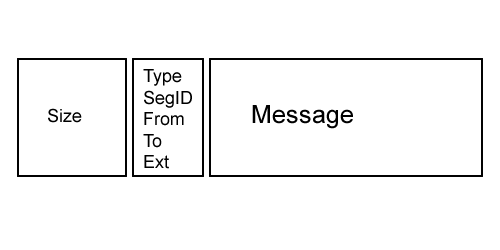 Size
Type
SegID
From
To
Ext
Message